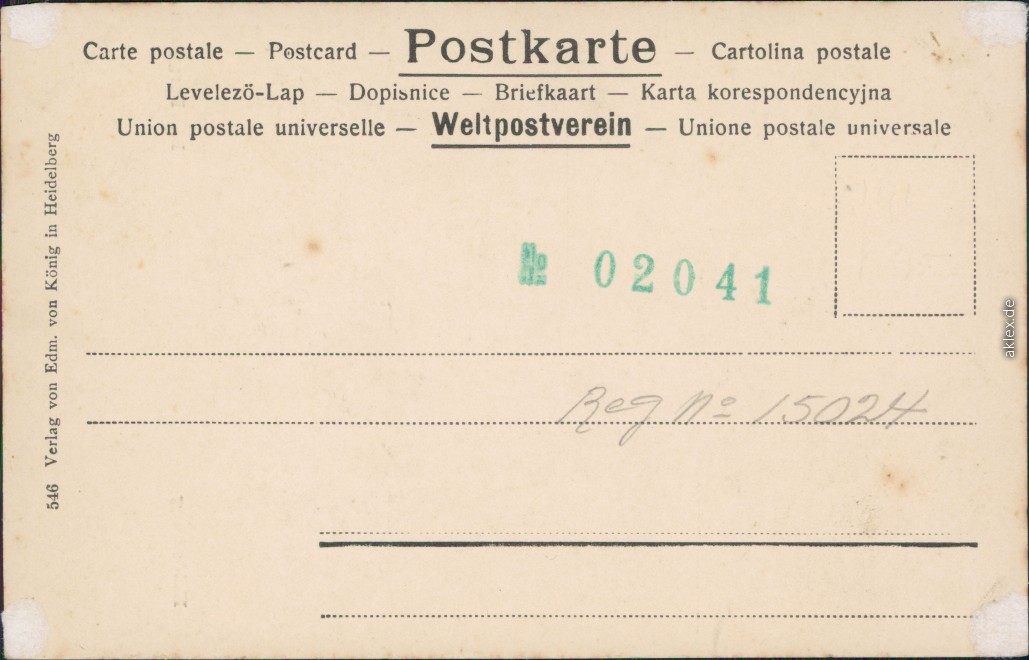 Carte postale — Postcard — Postkarte — Cartolina postale
Levelezö-Lap — Dopisnice — Briefkaart — Karta korespondencyjna
Union postale universelle — Weltpostverein — Unione postale universale
№ 02041
Reg No 15024
546 Verlag von Edm. von König in Heidelberg
aklex.de